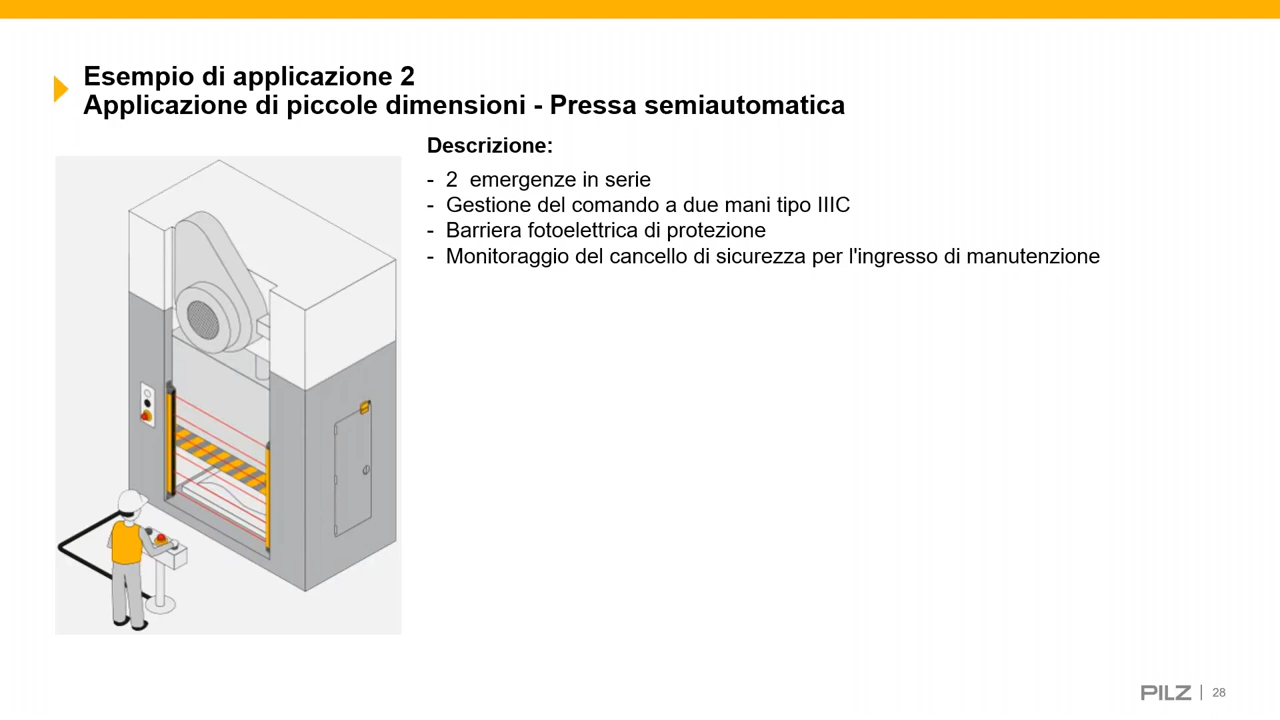 Esempio di applicazione 2
Applicazione di piccole dimensioni - Pressa semiautomatica
Descrizione:
- 2 emergenze in serie
- Gestione del comando a due mani tipo IIIC
- Barriera fotoelettrica di protezione
- Monitoraggio del cancello di sicurezza per l'ingresso di manutenzione
PILZ | 28